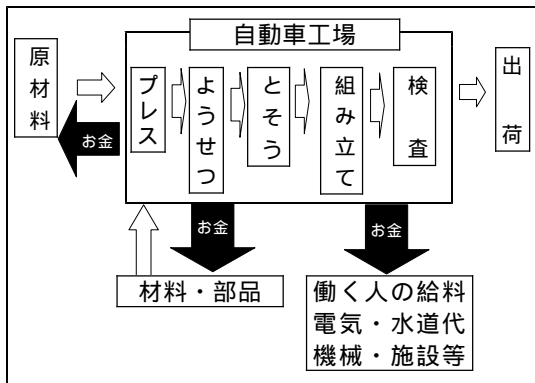 自動車工場
原材料
プレス
ようせつ
とそう
組み立て
検査
出荷
お金
お金
お金
材料・部品
働く人の給料
電気・水道代
機械・施設等